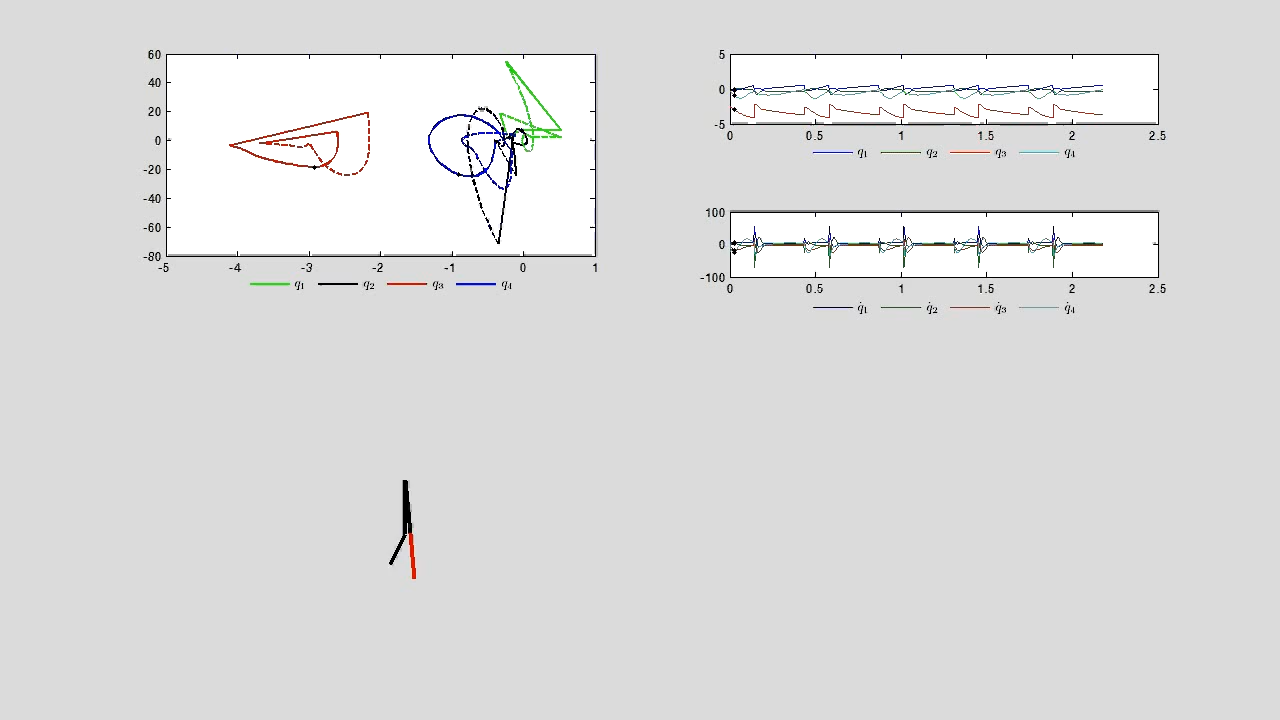 60
40
20
0
-20
-40
-60
-80
-5 -4 -3 -2 -1 0 1
q₁ q₂ q₃ q₄
5
0
-5
0 0.5 1 1.5 2 2.5
q₁ q₂ q₃ q₄
100
0
-100
0 0.5 1 1.5 2 2.5
q̇₁ q̇₂ q̇₃ q̇₄